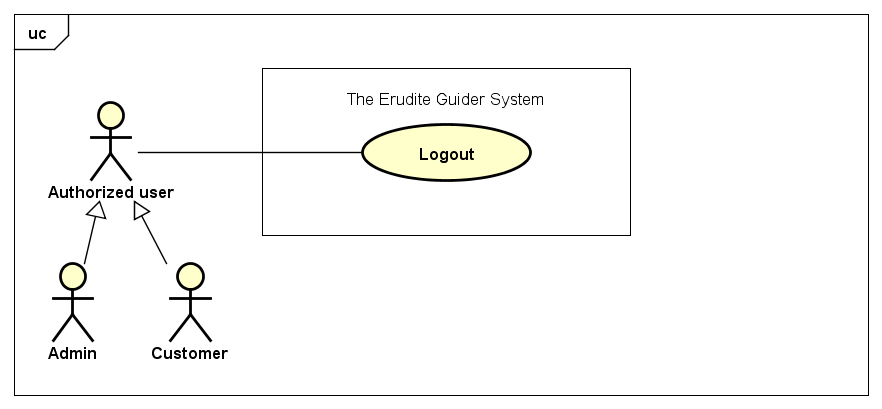 uc
The Erudite Guider System
Logout
Authorized user
Admin
Customer